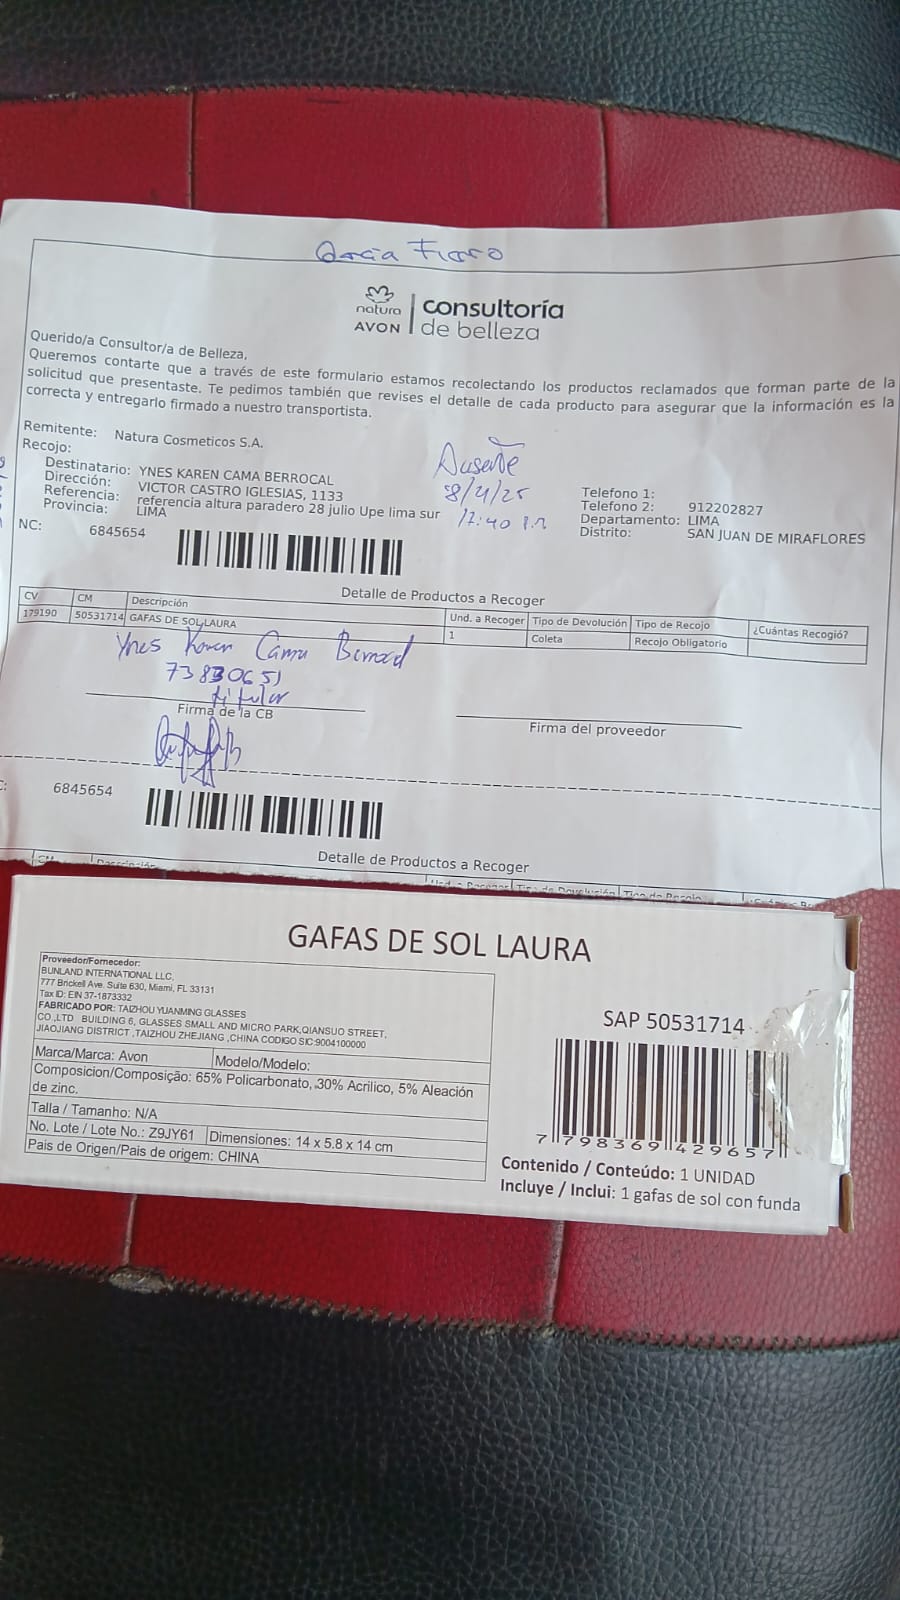 natura
AVON
consultoría
de belleza
Querido/a Consultor/a de Belleza,
Queremos contarte que a través de este formulario estamos recolectando los productos reclamados que forman parte de la
solicitud que presentaste. Te pedimos también que revises el detalle de cada producto para asegurar que la información es la
correcta y entregarlo firmado a nuestro transportista.
Remitente: Natura Cosmeticos S.A.
Recojo:
Destinatario: YNES KAREN CAMA BERROCAL
Dirección: VICTOR CASTRO IGLESIAS, 1133
Referencia: referencia altura paradero 28 julio Upe lima sur
Provincia: LIMA
Telefono 1:
Telefono 2: 912202827
Departamento: LIMA
Distrito: SAN JUAN DE MIRAFLORES
8/4/25
NC: 6845654
Detalle de Productos a Recoger
CV CM Descripción Und. a Recoger Tipo de Devolución Tipo de Recojo ¿Cuántas Recogió?
179190 50531714 GAFAS DE SOL LAURA 1 Coleta Recojo Obligatorio
Ynes Karen Cama Berrocal
titular
Firma de la CB
Firma del proveedor
6845654
Detalle de Productos a Recoger
GAFAS DE SOL LAURA
Proveedor/Fornecedor:
BUNLAND INTERNATIONAL LLC,
777 Brickell Ave. Suite 630, Miami, FL 33131
Tax ID: EIN 37-1873332
FABRICADO POR: TAIZHOU YUANMING GLASSES
CO.,LTD BUILDING 6, GLASSES SMALL AND MICRO PARK,QIANSUO STREET,
JIAOJIANG DISTRICT ,TAIZHOU ZHEJIANG ,CHINA CODIGO SIC:9004100000
Marca/Marca: Avon Modelo/Modelo:
Composicion/Composição: 65% Policarbonato, 30% Acrilico, 5% Aleación
de zinc.
Talla / Tamanho: N/A
No. Lote / Lote No.: Z9JY61 Dimensiones: 14 x 5.8 x 14 cm
Pais de Origen/Pais de origem: CHINA
SAP 50531714
7 798369 429657
Contenido / Conteúdo: 1 UNIDAD
Incluye / Inclui: 1 gafas de sol con funda